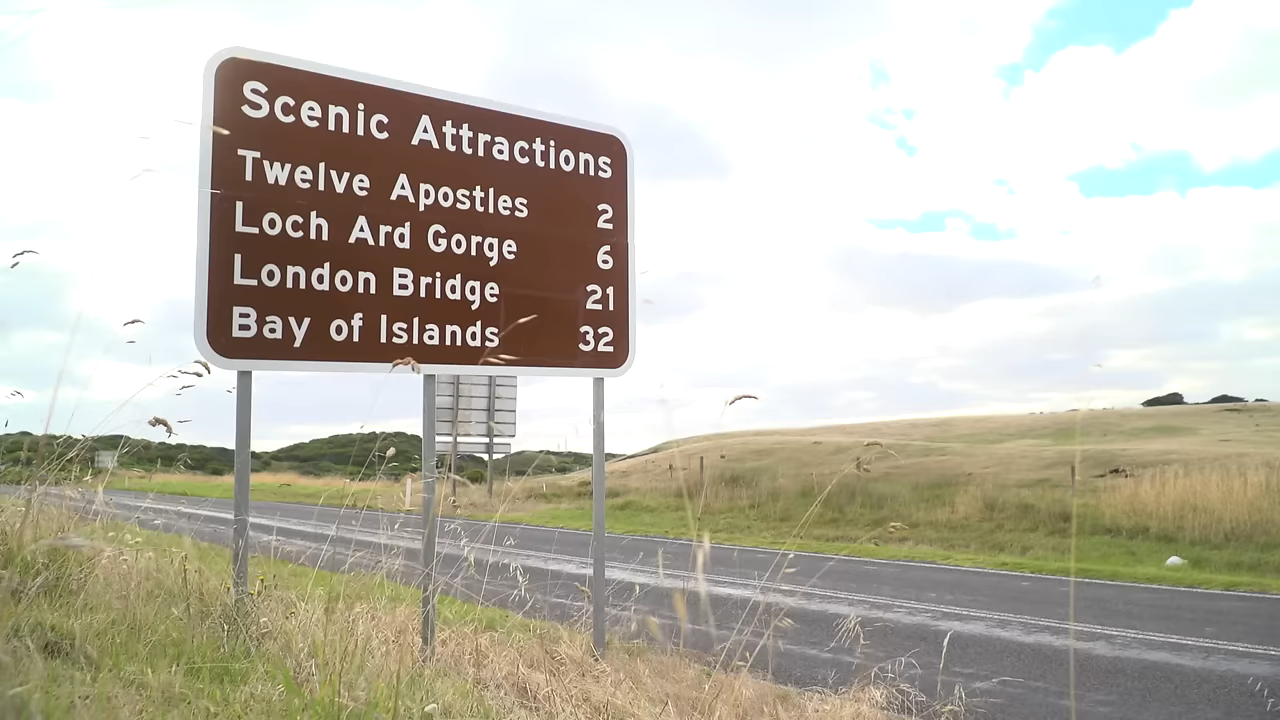 Scenic Attractions
Twelve Apostles 2
Loch Ard Gorge 6
London Bridge 21
Bay of Islands 32